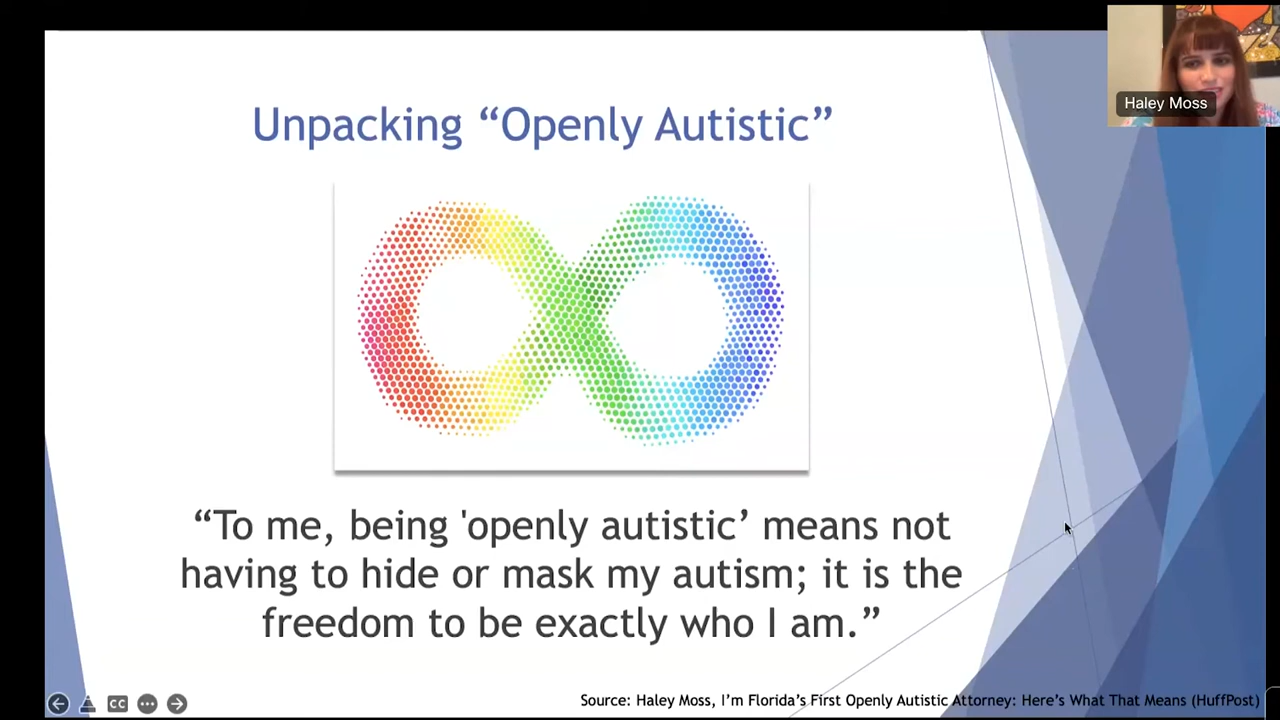 Haley Moss
Unpacking “Openly Autistic”
“To me, being 'openly autistic’ means not
having to hide or mask my autism; it is the
freedom to be exactly who I am.”
CC
Source: Haley Moss, I’m Florida’s First Openly Autistic Attorney: Here’s What That Means (HuffPost)